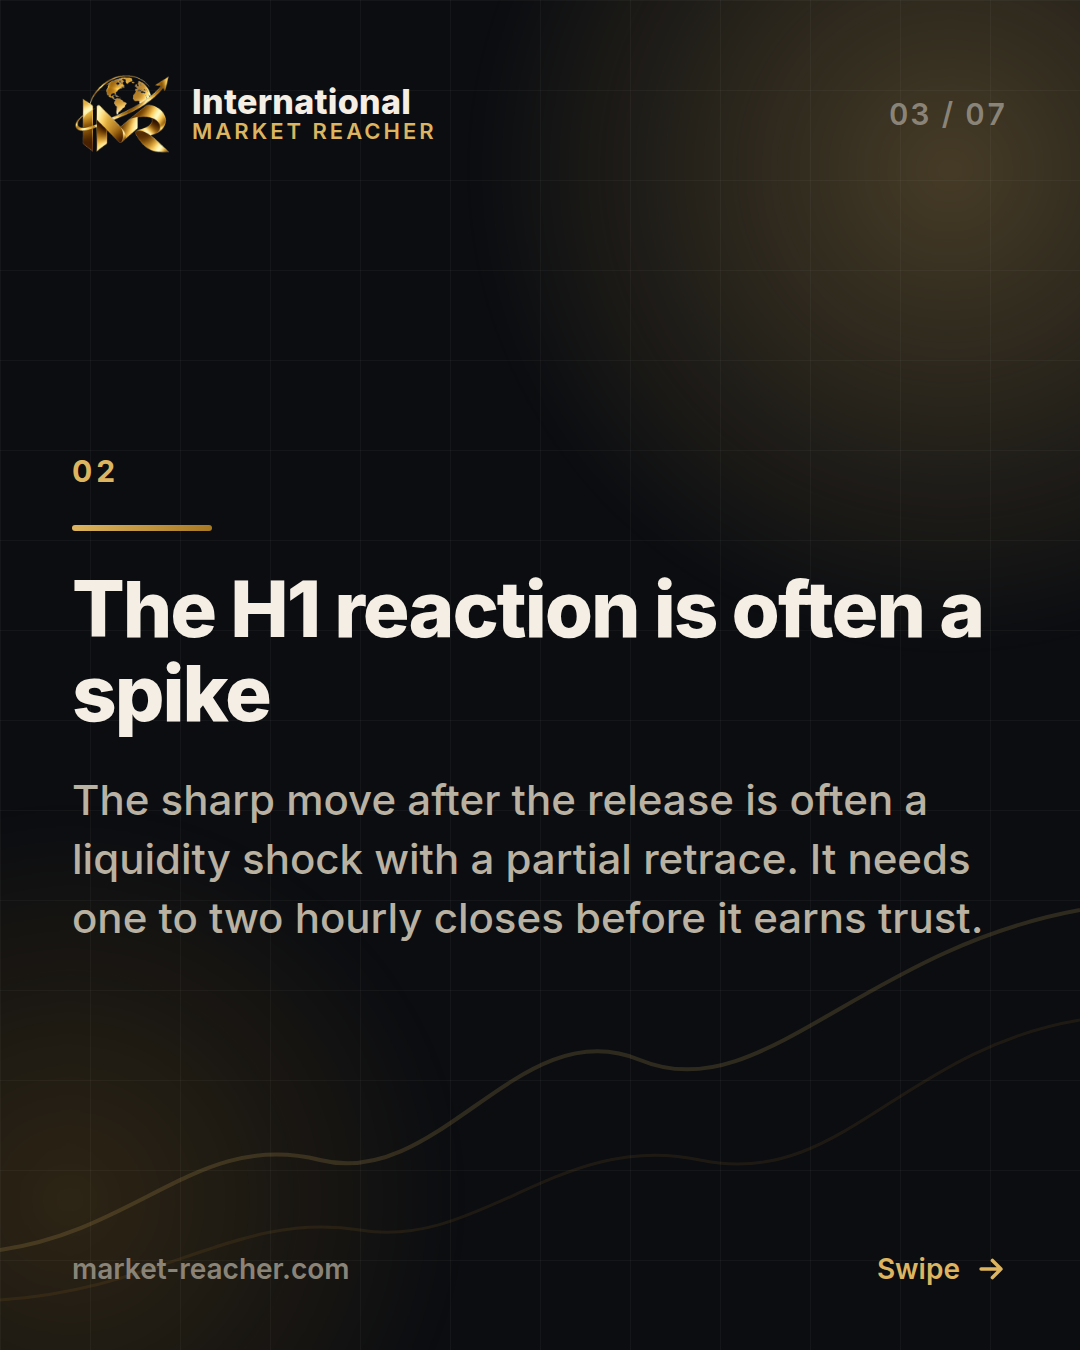 International
MARKET REACHER
03 / 07
02
The H1 reaction is often a
spike
The sharp move after the release is often a
liquidity shock with a partial retrace. It needs
one to two hourly closes before it earns trust.
market-reacher.com
Swipe →